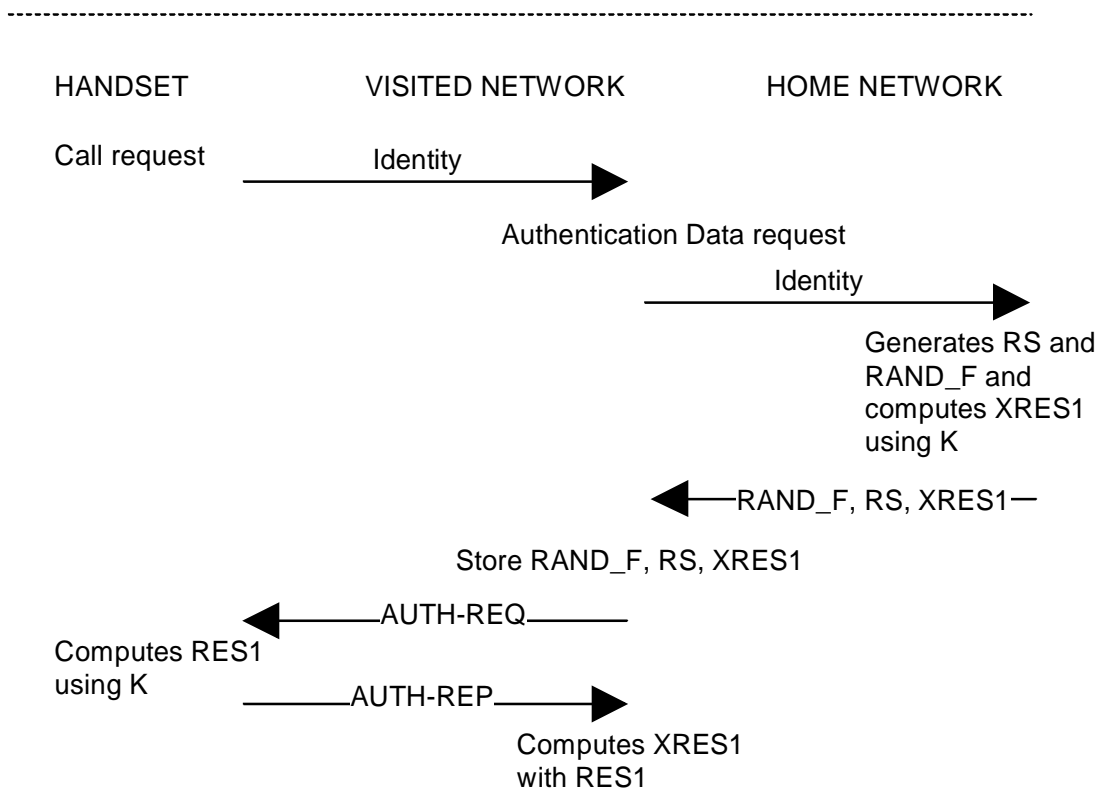 HANDSET VISITED NETWORK HOME NETWORK
Call request
Identity
Authentication Data request
Identity
Generates RS and
RAND_F and
computes XRES1
using K
RAND_F, RS, XRES1
Store RAND_F, RS, XRES1
AUTH-REQ
Computes RES1
using K
AUTH-REP
Computes XRES1
with RES1